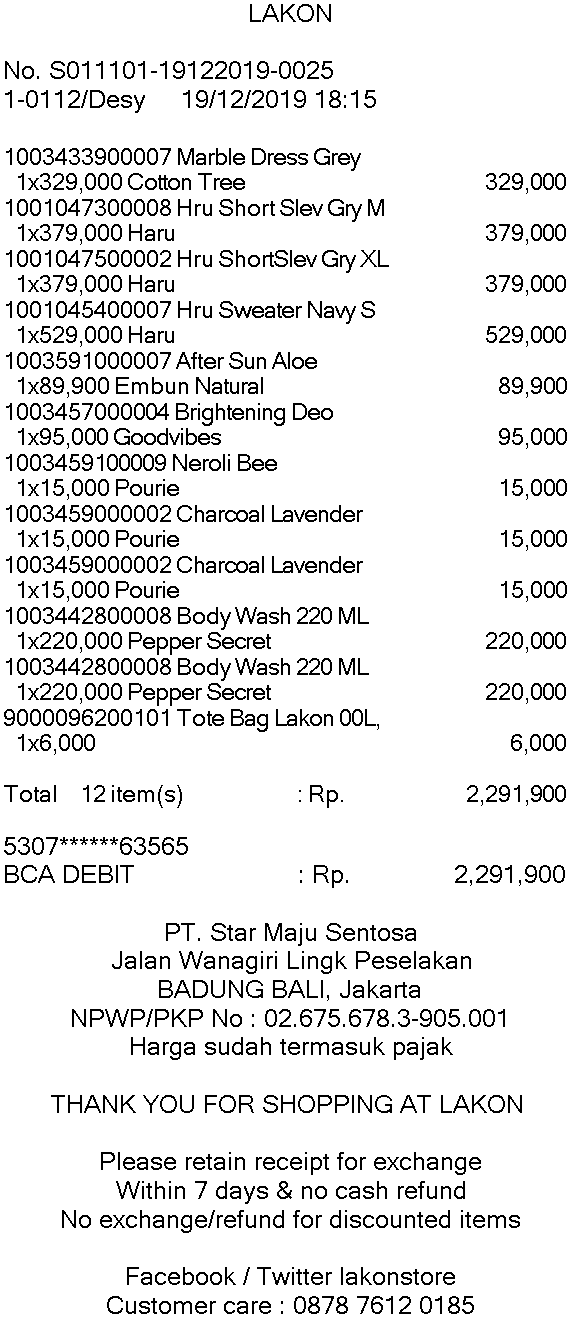 LAKON
No. S011101-19122019-0025
1-0112/Desy 19/12/2019 18:15
1003433900007 Marble Dress Grey
1x329,000 Cotton Tree 329,000
1001047300008 Hru Short Slev Gry M
1x379,000 Haru 379,000
1001047500002 Hru ShortSlev Gry XL
1x379,000 Haru 379,000
1001045400007 Hru Sweater Navy S
1x529,000 Haru 529,000
1003591000007 After Sun Aloe
1x89,900 Embun Natural 89,900
1003457000004 Brightening Deo
1x95,000 Goodvibes 95,000
1003459100009 Neroli Bee
1x15,000 Pourie 15,000
1003459000002 Charcoal Lavender
1x15,000 Pourie 15,000
1003459000002 Charcoal Lavender
1x15,000 Pourie 15,000
1003442800008 Body Wash 220 ML
1x220,000 Pepper Secret 220,000
1003442800008 Body Wash 220 ML
1x220,000 Pepper Secret 220,000
9000096200101 Tote Bag Lakon 00L,
1x6,000 6,000
Total 12 item(s) : Rp. 2,291,900
5307******63565
BCA DEBIT : Rp. 2,291,900
PT. Star Maju Sentosa
Jalan Wanagiri Lingk Peselakan
BADUNG BALI, Jakarta
NPWP/PKP No : 02.675.678.3-905.001
Harga sudah termasuk pajak
THANK YOU FOR SHOPPING AT LAKON
Please retain receipt for exchange
Within 7 days & no cash refund
No exchange/refund for discounted items
Facebook / Twitter lakonstore
Customer care : 0878 7612 0185